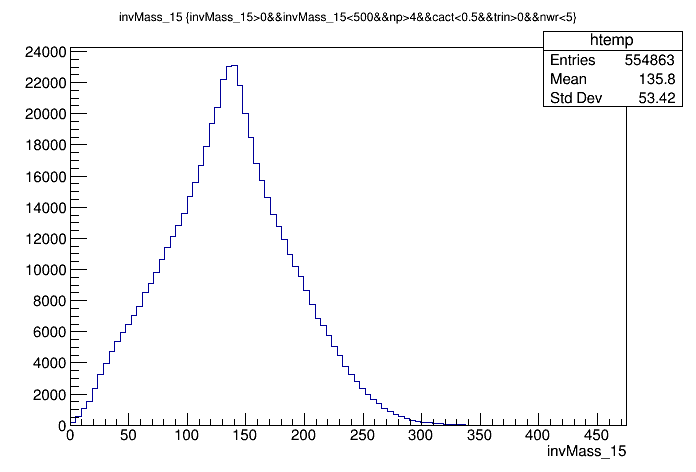 invMass_15 {invMass_15>0&&invMass_15<500&&np>4&&cact<0.5&&trin>0&&nwr<5}
htemp
Entries 554863
Mean 135.8
Std Dev 53.42
24000
22000
20000
18000
16000
14000
12000
10000
8000
6000
4000
2000
0
0 50 100 150 200 250 300 350 400 450
invMass_15